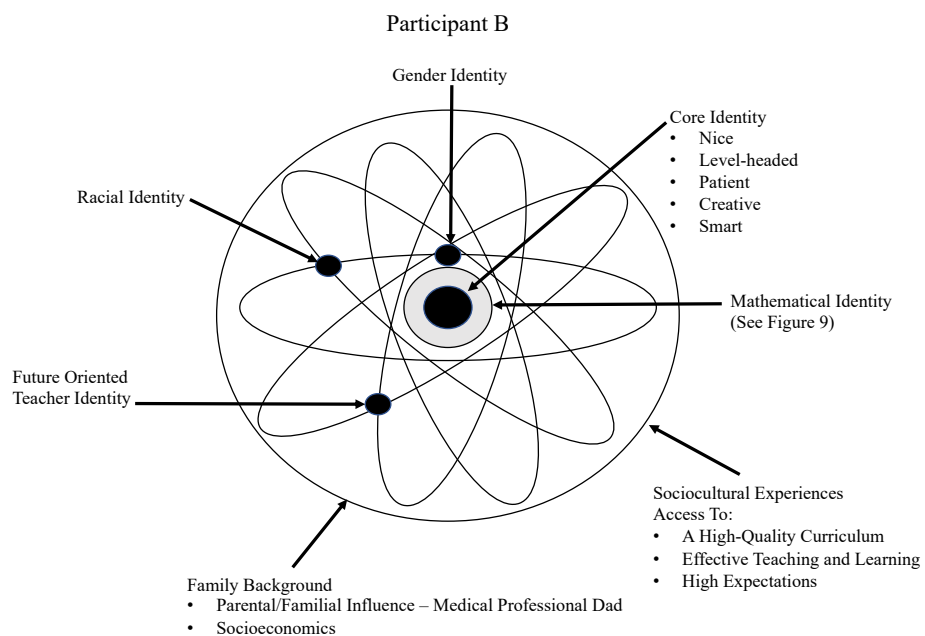 Participant B
Gender Identity
Core Identity
• Nice
• Level-headed
• Patient
• Creative
• Smart
Racial Identity
Mathematical Identity
(See Figure 9)
Future Oriented
Teacher Identity
Sociocultural Experiences
Access To:
• A High-Quality Curriculum
• Effective Teaching and Learning
• High Expectations
Family Background
• Parental/Familial Influence – Medical Professional Dad
• Socioeconomics